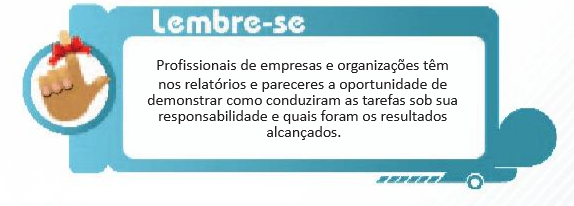 Lembre-se
Profissionais de empresas e organizações têm
nos relatórios e pareceres a oportunidade de
demonstrar como conduziram as tarefas sob sua
responsabilidade e quais foram os resultados
alcançados.